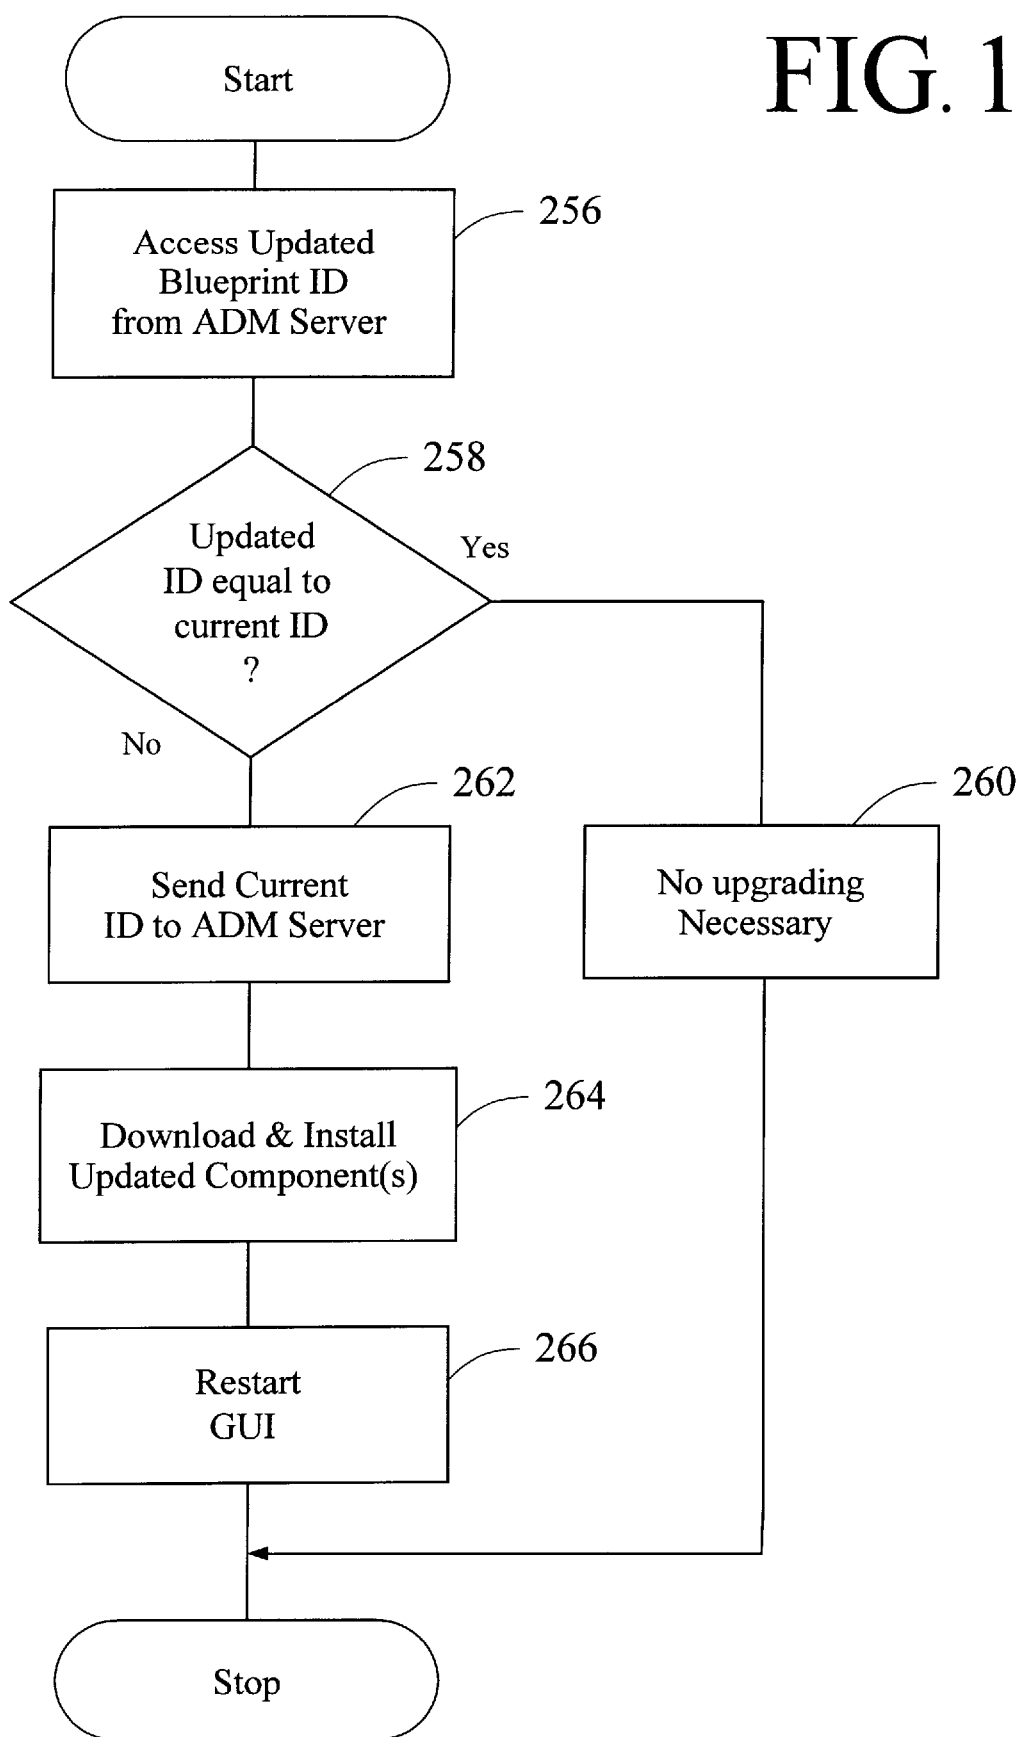 FIG. 1
Start
256
Access Updated
Blueprint ID
from ADM Server
258
Updated
ID equal to
current ID
?
Yes
No
262
Send Current
ID to ADM Server
260
No upgrading
Necessary
264
Download & Install
Updated Component(s)
266
Restart
GUI
Stop